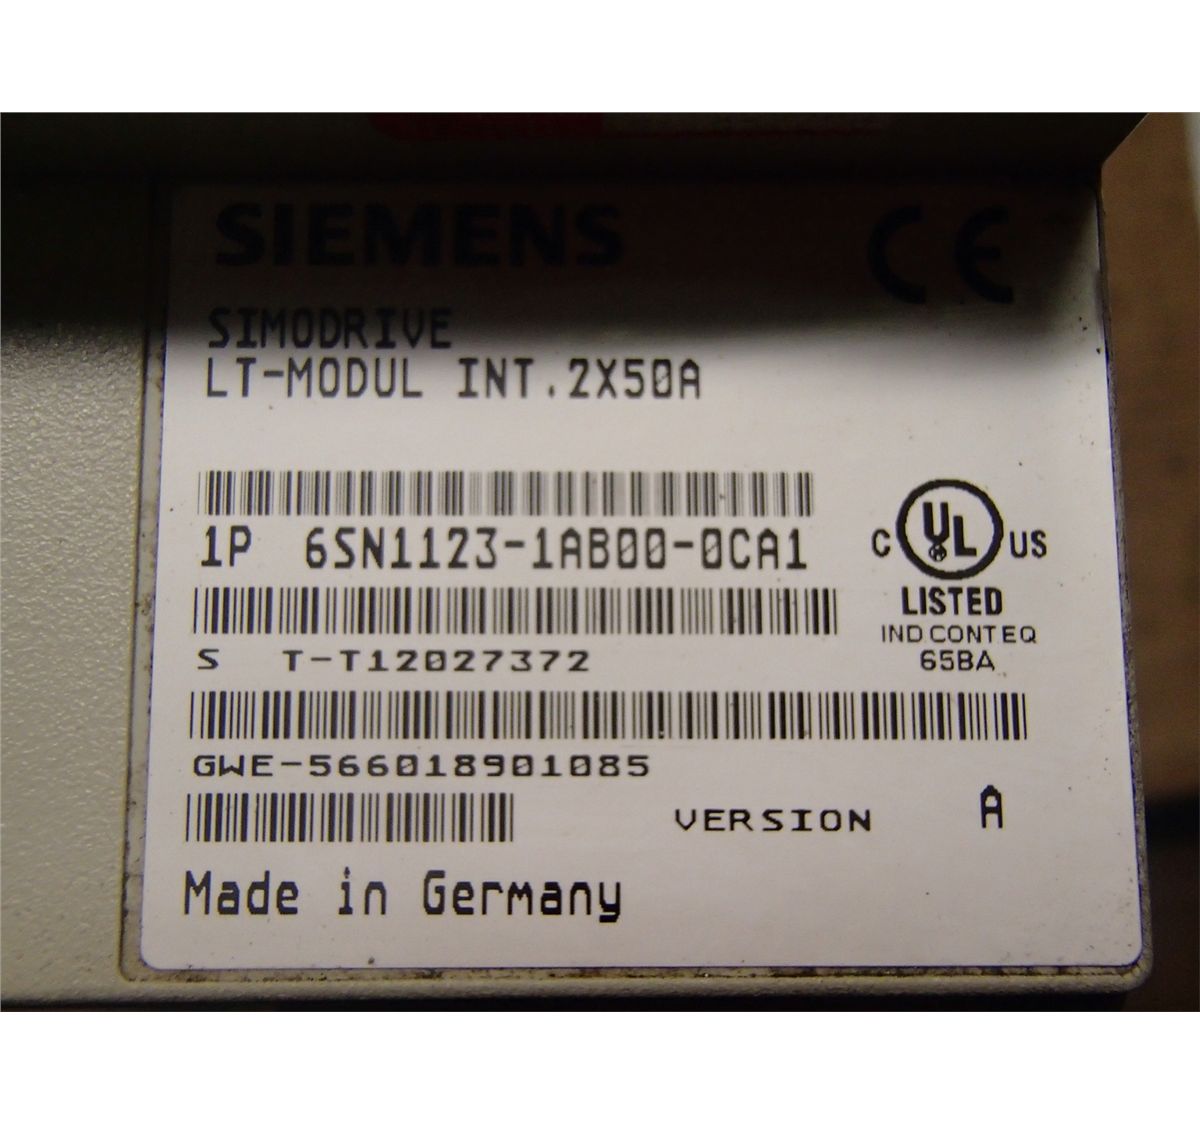 SIEMENS CE
SIMODRIVE
LT-MODUL INT.2X50A
1P 6SN1123-1AB00-0CA1
C UL US
LISTED
IND CONT EQ
65BA
S T-T12027372
GWE-566018901085
VERSION A
Made in Germany